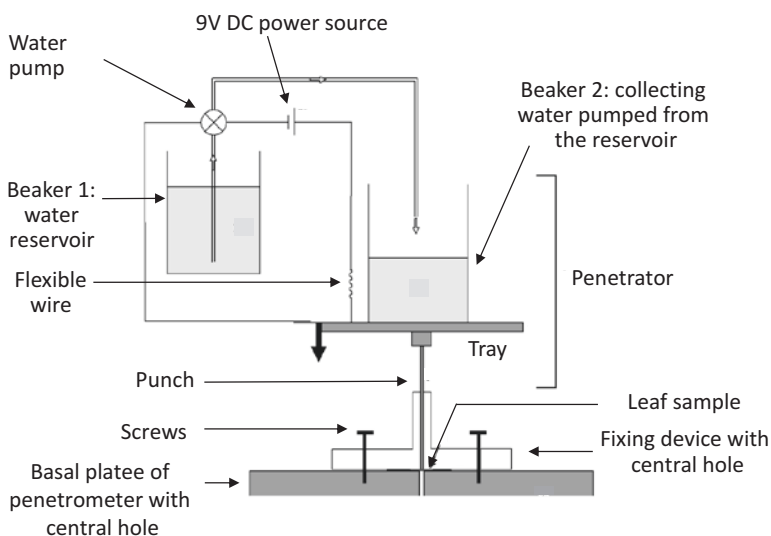 9V DC power source
Water
pump
Beaker 2: collecting
water pumped from
the reservoir
Beaker 1:
water
reservoir
Flexible
wire
Penetrator
Tray
Punch
Leaf sample
Screws
Fixing device with
central hole
Basal platee of
penetrometer with
central hole